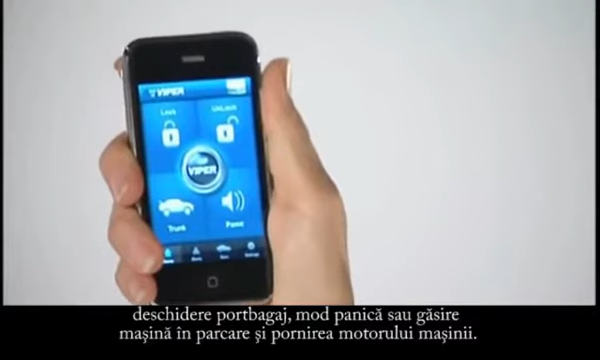 VIPER
Lock
UnLock
VIPER
Trunk
Panic
deschidere portbagaj, mod panică sau găsire
mașină în parcare și pornirea motorului mașinii.